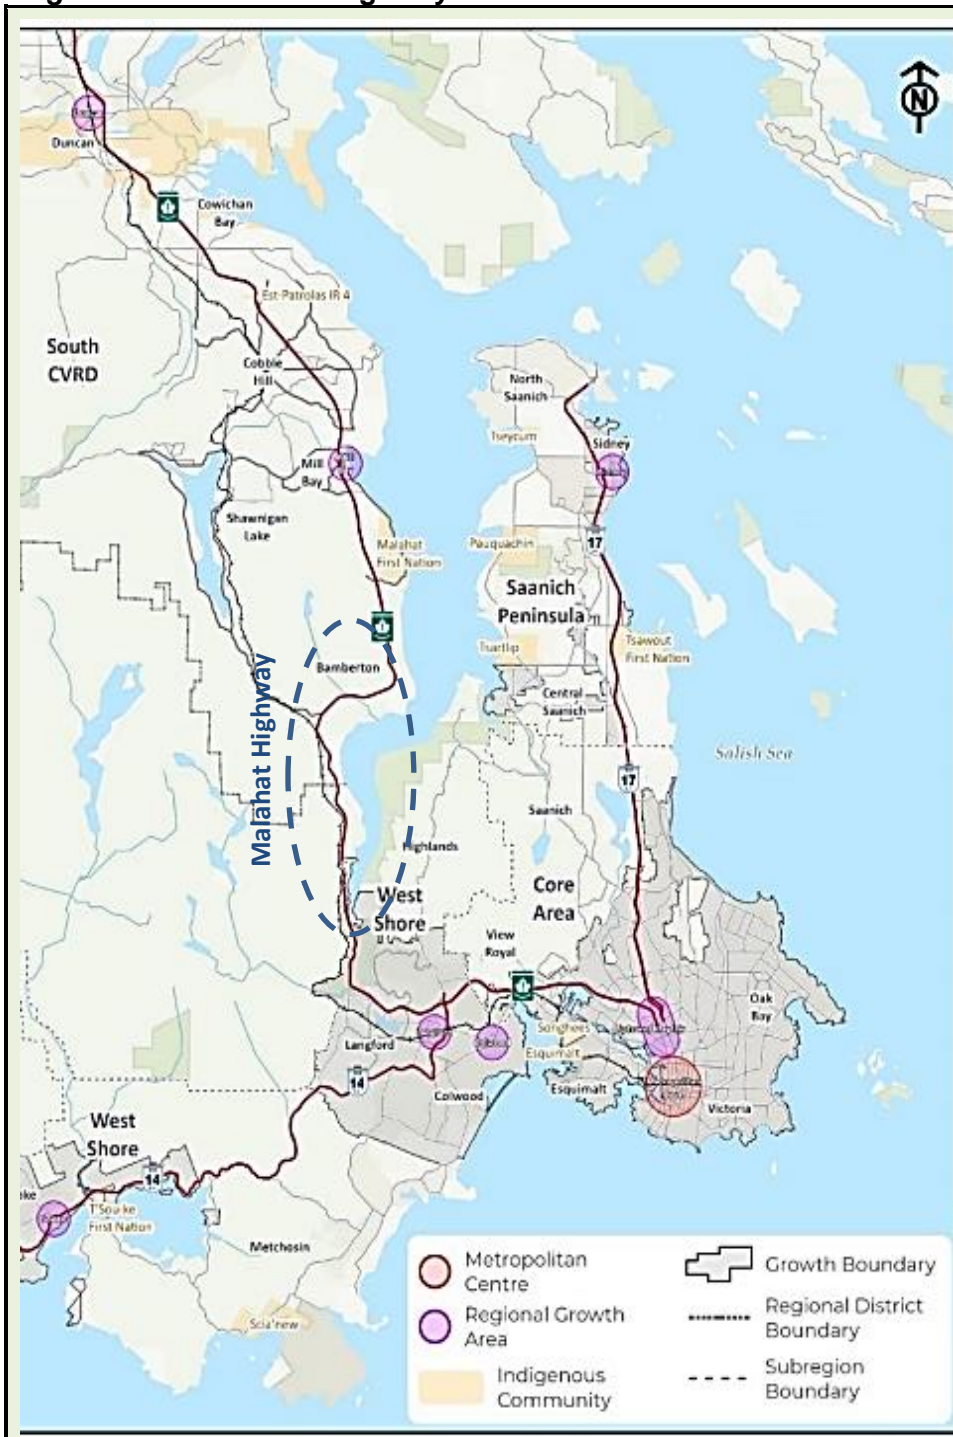 N
Duncan
1
Cowichan
Bay
Est-Patrolas IR 4
South
CVRD
Cobble
Hill
North
Saanich
Tseycum
Sidney
Mill
Bay
Shawnigan
Lake
Malahat
First Nation
Pauquachin
17
Saanich
Peninsula
1
Tsartlip
Tsawout
First Nation
Bamberton
Malahat Highway
Central
Saanich
Salish Sea
17
Saanich
Highlands
West
Shore
Core
Area
View
Royal
1
Oak
Bay
Songhees
Langford
Esquimalt
Esquimalt
14
Colwood
Victoria
West
Shore
14
T'Sou-ke
First Nation
Metchosin
Scia'new
Metropolitan
Centre
Regional Growth
Area
Indigenous
Community
Growth Boundary
Regional District
Boundary
Subregion
Boundary